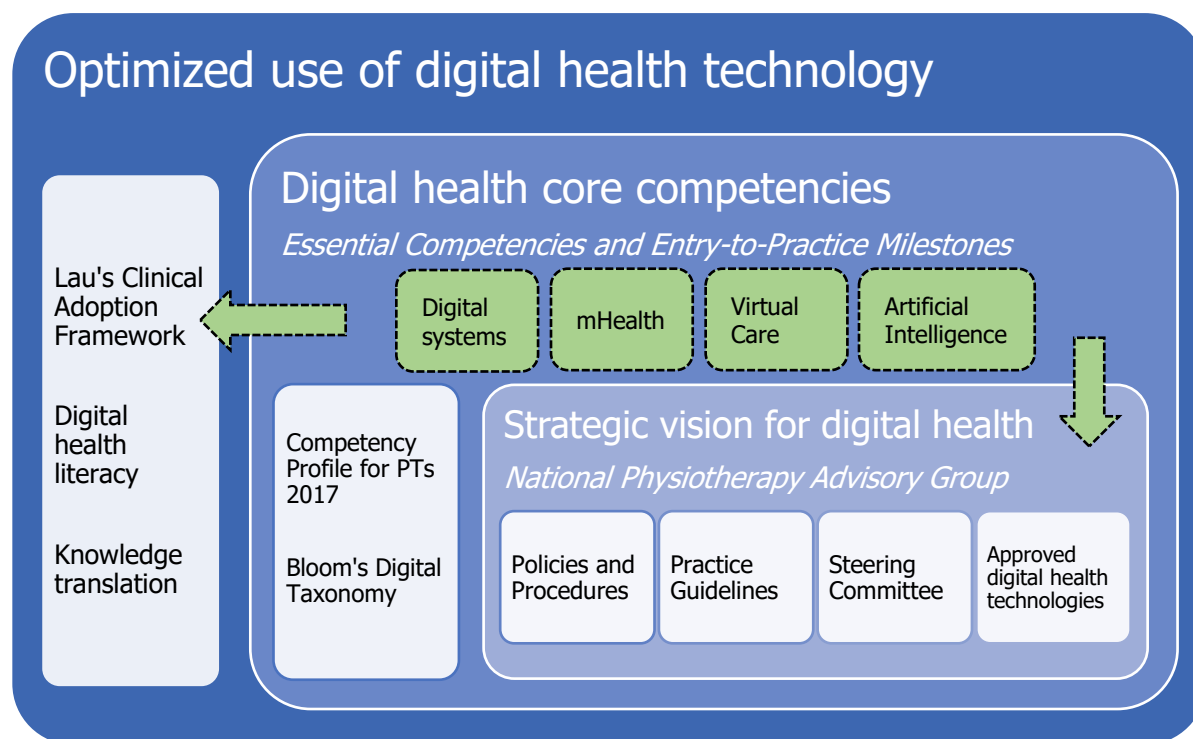 Optimized use of digital health technology
Lau's Clinical
Adoption
Framework
Digital
health
literacy
Knowledge
translation
Digital health core competencies
Essential Competencies and Entry-to-Practice Milestones
Digital
systems
mHealth
Virtual
Care
Artificial
Intelligence
Competency
Profile for PTs
2017
Bloom's Digital
Taxonomy
Strategic vision for digital health
National Physiotherapy Advisory Group
Policies and
Procedures
Practice
Guidelines
Steering
Committee
Approved
digital health
technologies